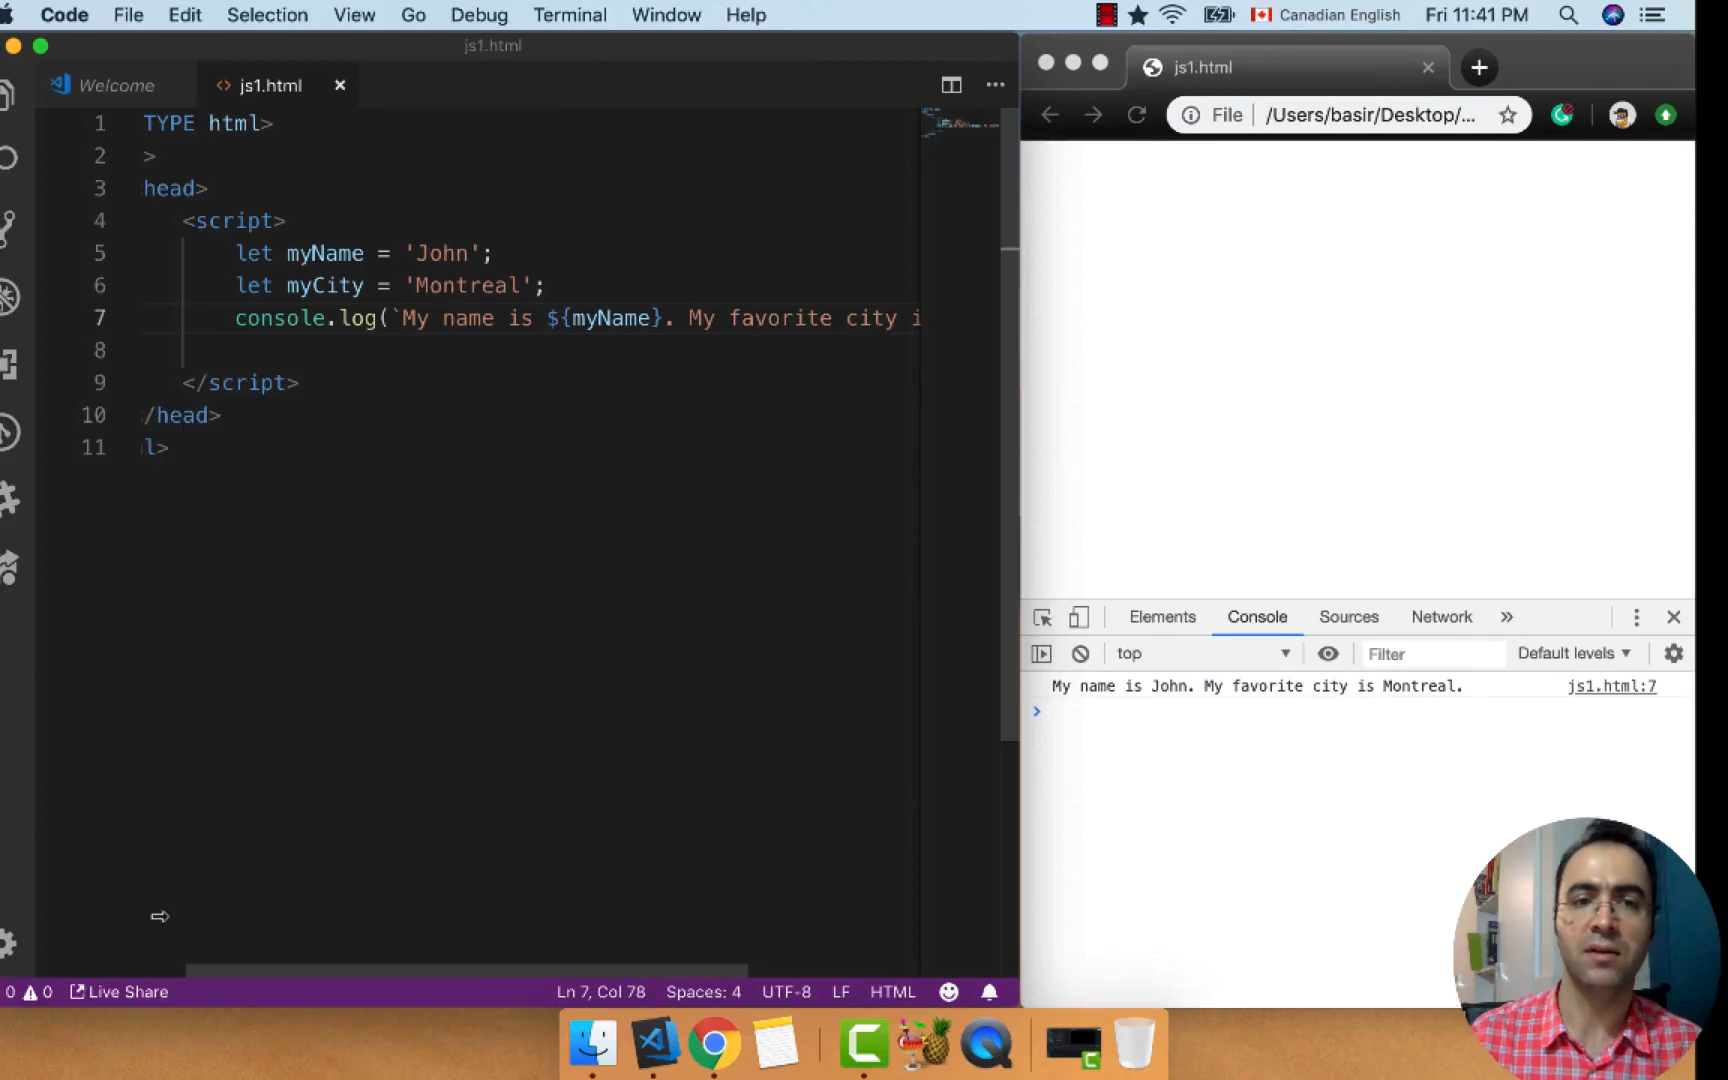 Code File Edit Selection View Go Debug Terminal Window Help Canadian English Fri 11:41 PM
js1.html
Welcome js1.html
1 TYPE html>
2 >
3 head>
4 <script>
5 let myName = 'John';
6 let myCity = 'Montreal';
7 console.log(`My name is ${myName}. My favorite city i
8
9 </script>
10 /head>
11 l>
0 0 Live Share Ln 7, Col 78 Spaces: 4 UTF-8 LF HTML
js1.html
File /Users/basir/Desktop/...
Elements Console Sources Network »
top Filter Default levels
My name is John. My favorite city is Montreal. js1.html:7
>